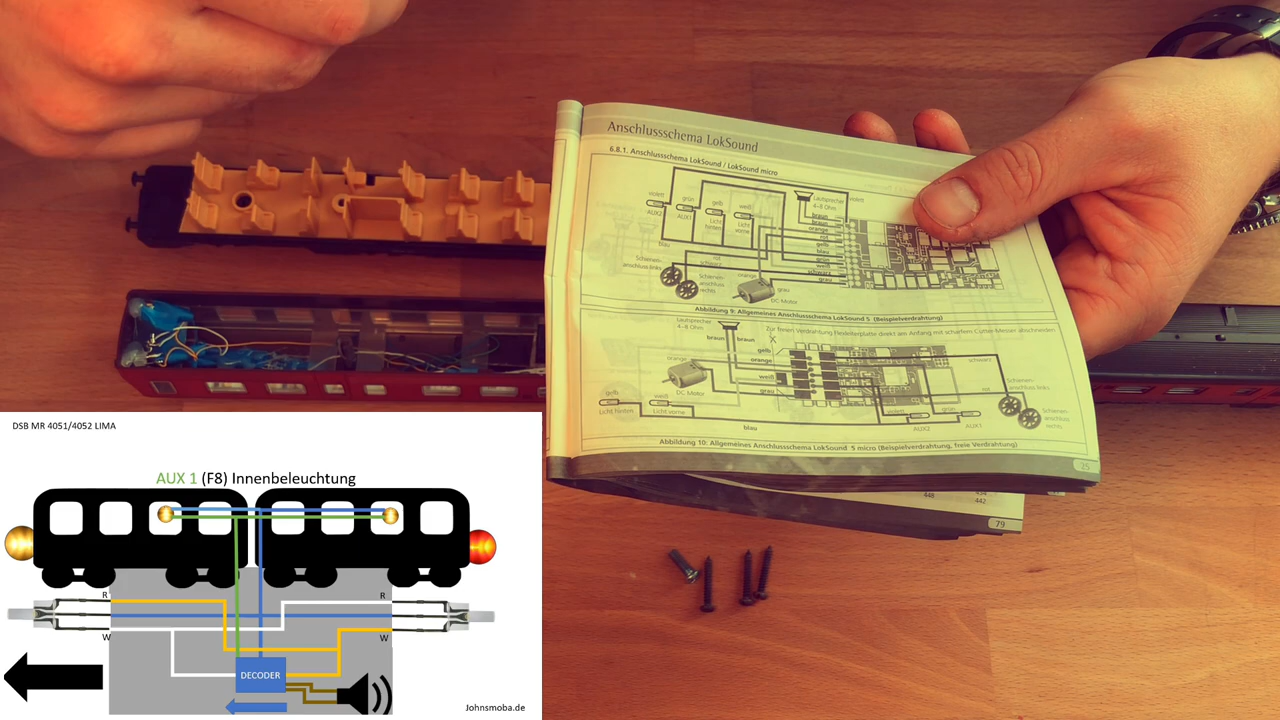 Anschlussschema LokSound
6.8.1. Anschlussschema LokSound / LokSound micro
violett
grün
gelb
weiß
AUX2
AUX1
Licht
hinten
Licht
vorne
Lautsprecher
4-8 Ohm
violett
braun
braun
orange
rot
gelb
blau
grün
weiß
schwarz
grau
blau
rot
schwarz
Schienen-
anschluss links
Schienen-
anschluss
rechts
orange
grau
DC Motor
Abbildung 9: Allgemeines Anschlussschema LokSound 5 (Beispielverdrahtung)
Lautsprecher
4-8 Ohm
Zur freien Verdrahtung Flexleiterplatte direkt am Anfang mit scharfem Cutter-Messer abschneiden
braun
braun
gelb
orange
orange
weiß
grau
DC Motor
schwarz
rot
Schienen-
anschluss links
Schienen-
anschluss
rechts
gelb
Licht hinten
weiß
Licht vorne
blau
violett
AUX2
grün
AUX1
Abbildung 10: Allgemeines Anschlussschema LokSound 5 micro (Beispielverdrahtung, freie Verdrahtung)
25
448
442
79
DSB MR 4051/4052 LIMA
AUX 1 (F8) Innenbeleuchtung
R
R
W
W
DECODER
Johnsmoba.de